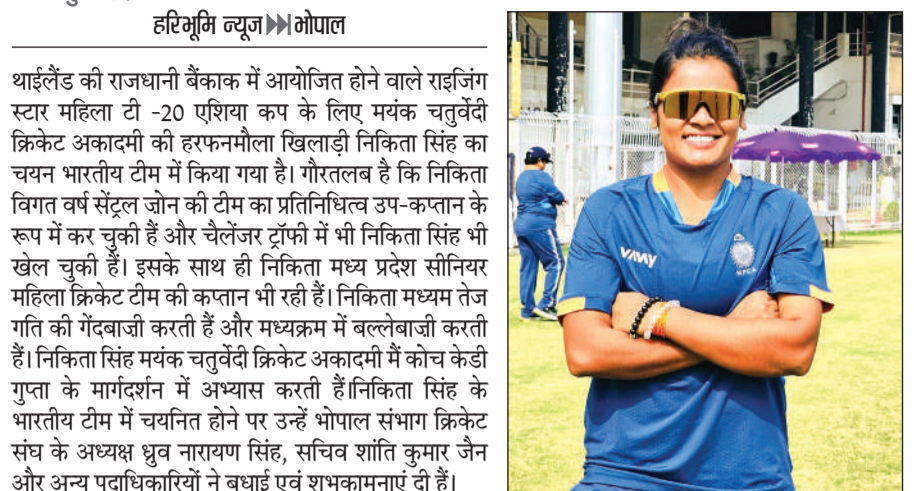 हरिभूमि न्यूज▶▶भोपाल
थाईलैंड की राजधानी बैंकाक में आयोजित होने वाले राइजिंग
स्टार महिला टी -20 एशिया कप के लिए मयंक चतुर्वेदी
क्रिकेट अकादमी की हरफनमौला खिलाड़ी निकिता सिंह का
चयन भारतीय टीम में किया गया है। गौरतलब है कि निकिता
विगत वर्ष सेंट्रल ज़ोन की टीम का प्रतिनिधित्व उप-कप्तान के
रूप में कर चुकी हैं और चैलेंजर ट्रॉफी में भी निकिता सिंह भी
खेल चुकी हैं। इसके साथ ही निकिता मध्य प्रदेश सीनियर
महिला क्रिकेट टीम की कप्तान भी रही हैं। निकिता मध्यम तेज
गति की गेंदबाज़ी करती हैं और मध्यक्रम में बल्लेबाज़ी करती
हैं। निकिता सिंह मयंक चतुर्वेदी क्रिकेट अकादमी मैं कोच केडी
गुप्ता के मार्गदर्शन में अभ्यास करती हैं।निकिता सिंह के
भारतीय टीम में चयनित होने पर उन्हें भोपाल संभाग क्रिकेट
संघ के अध्यक्ष ध्रुव नारायण सिंह, सचिव शांति कुमार जैन
और अन्य पदाधिकारियों ने बधाई एवं शुभकामनाएं दी हैं।
MPCA